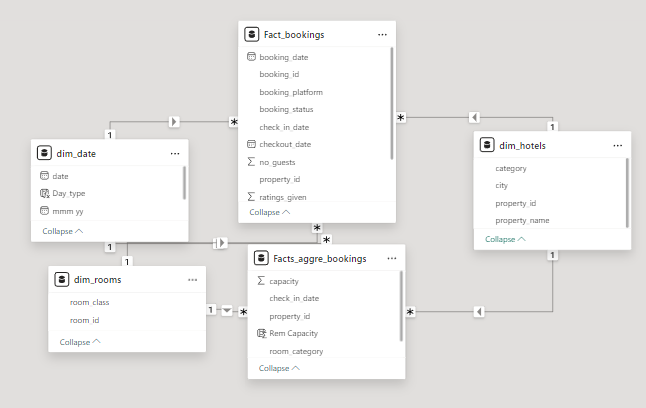 Fact_bookings
booking_date
booking_id
booking_platform
booking_status
check_in_date
checkout_date
no_guests
property_id
ratings_given
Collapse
dim_date
date
Day_type
mmm yy
Collapse
dim_hotels
category
city
property_id
property_name
Collapse
dim_rooms
room_class
room_id
Collapse
Facts_aggre_bookings
capacity
check_in_date
property_id
Rem Capacity
room_category
Collapse
1
*
*
1
1
1
*
*
1
1
*
*